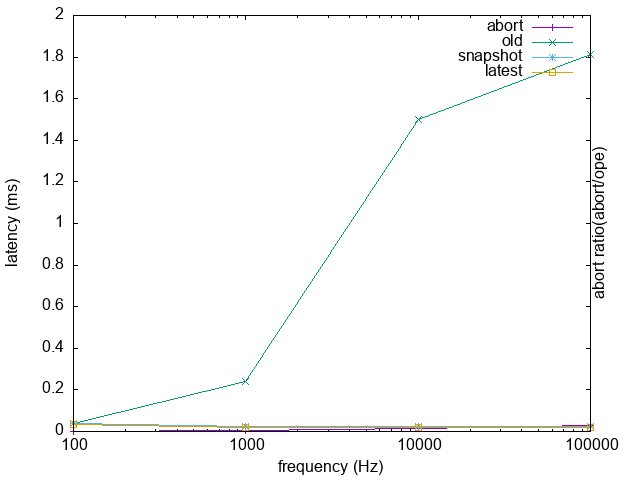 2
1.8
1.6
1.4
1.2
1
0.8
0.6
0.4
0.2
0
latency (ms)
abort
old
snapshot
latest
abort ratio(abort/ope)
100
1000
10000
100000
frequency (Hz)